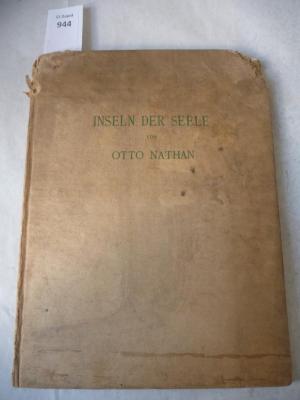 944
INSELN DER SEELE
VON
OTTO NATHAN